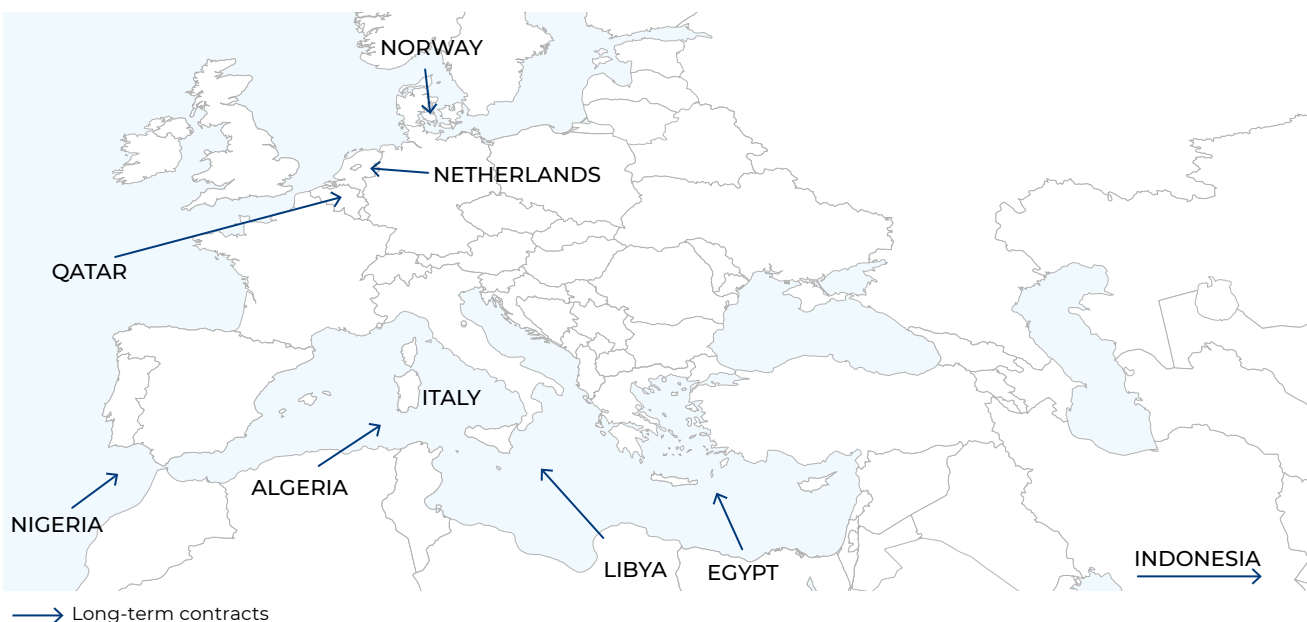 NORWAY
NETHERLANDS
QATAR
ITALY
ALGERIA
NIGERIA
INDONESIA
LIBYA
EGYPT
Long-term contracts